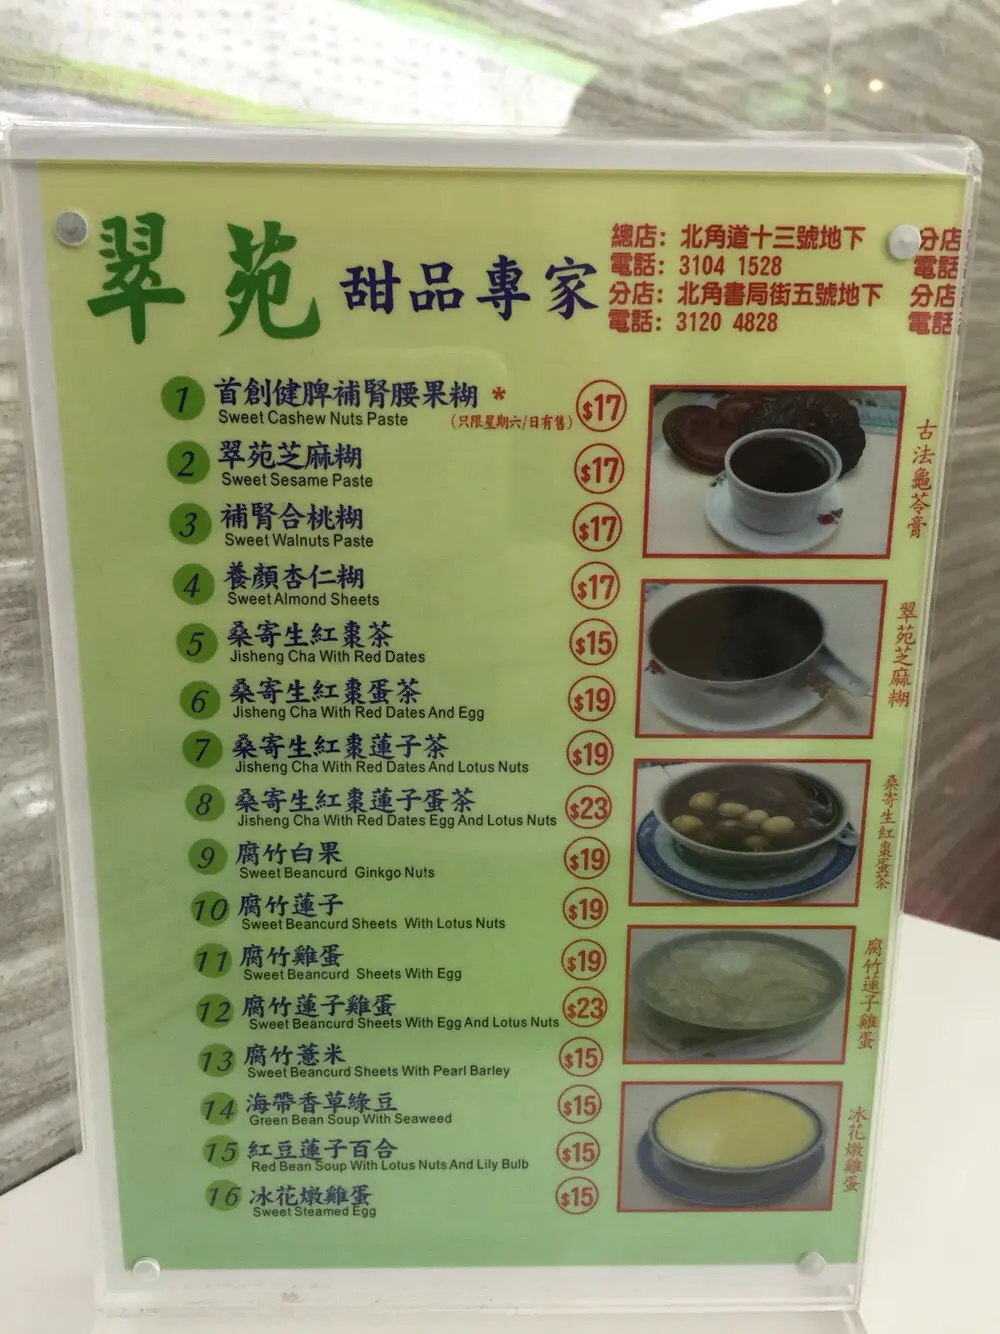 翠苑 甜品專家
總店：北角道十三號地下
電話：3104 1528
分店：北角書局街五號地下
電話：3120 4828
分店
電話
分店
電話
1 首創健脾補腎腰果糊 * $17
Sweet Cashew Nuts Paste (只限星期六/日有售)
2 翠苑芝麻糊 $17
Sweet Sesame Paste
3 補腎合桃糊 $17
Sweet Walnuts Paste
4 養顏杏仁糊 $17
Sweet Almond Sheets
5 桑寄生紅棗茶 $15
Jisheng Cha With Red Dates
6 桑寄生紅棗蛋茶 $19
Jisheng Cha With Red Dates And Egg
7 桑寄生紅棗蓮子茶 $19
Jisheng Cha With Red Dates And Lotus Nuts
8 桑寄生紅棗蓮子蛋茶 $23
Jisheng Cha With Red Dates Egg And Lotus Nuts
9 腐竹白果 $19
Sweet Beancurd Ginkgo Nuts
10 腐竹蓮子 $19
Sweet Beancurd Sheets With Lotus Nuts
11 腐竹雞蛋 $19
Sweet Beancurd Sheets With Egg
12 腐竹蓮子雞蛋 $23
Sweet Beancurd Sheets With Egg And Lotus Nuts
13 腐竹薏米 $15
Sweet Beancurd Sheets With Pearl Barley
14 海帶香草綠豆 $15
Green Bean Soup With Seaweed
15 紅豆蓮子百合 $15
Red Bean Soup With Lotus Nuts And Lily Bulb
16 冰花燉雞蛋 $15
Sweet Steamed Egg
古法龜苓膏
翠苑芝麻糊
桑寄生紅棗蛋茶
腐竹蓮子雞蛋
冰花燉雞蛋